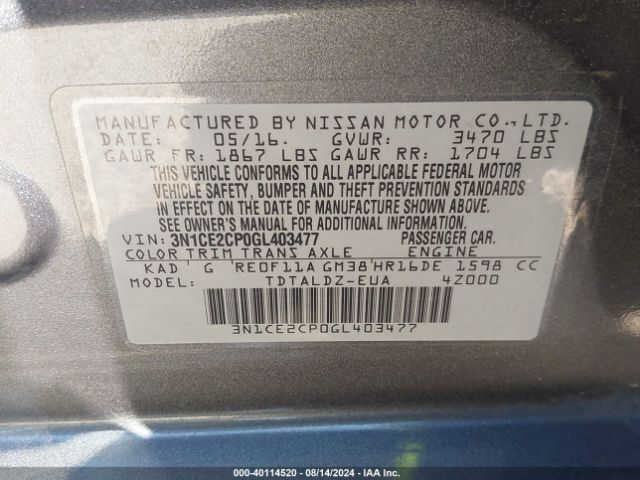 MANUFACTURED BY NISSAN MOTOR CO., LTD.
DATE: 05/16. GVWR: 3470 LBS
GAWR FR: 1867 LBS GAWR RR: 1704 LBS
THIS VEHICLE CONFORMS TO ALL APPLICABLE FEDERAL MOTOR
VEHICLE SAFETY, BUMPER AND THEFT PREVENTION STANDARDS
IN EFFECT ON THE DATE OF MANUFACTURE SHOWN ABOVE.
SEE OWNER'S MANUAL FOR ADDITIONAL INFORMATION.
VIN: 3N1CE2CP0GL403477 PASSENGER CAR.
COLOR TRIM TRANS AXLE ENGINE
KAD G RE0F11A GM38 HR16DE 1598 CC
MODEL: TDTALDZ-EUA 4Z000
3N1CE2CP0GL403477
000-40114520 - 08/14/2024 - IAA Inc.